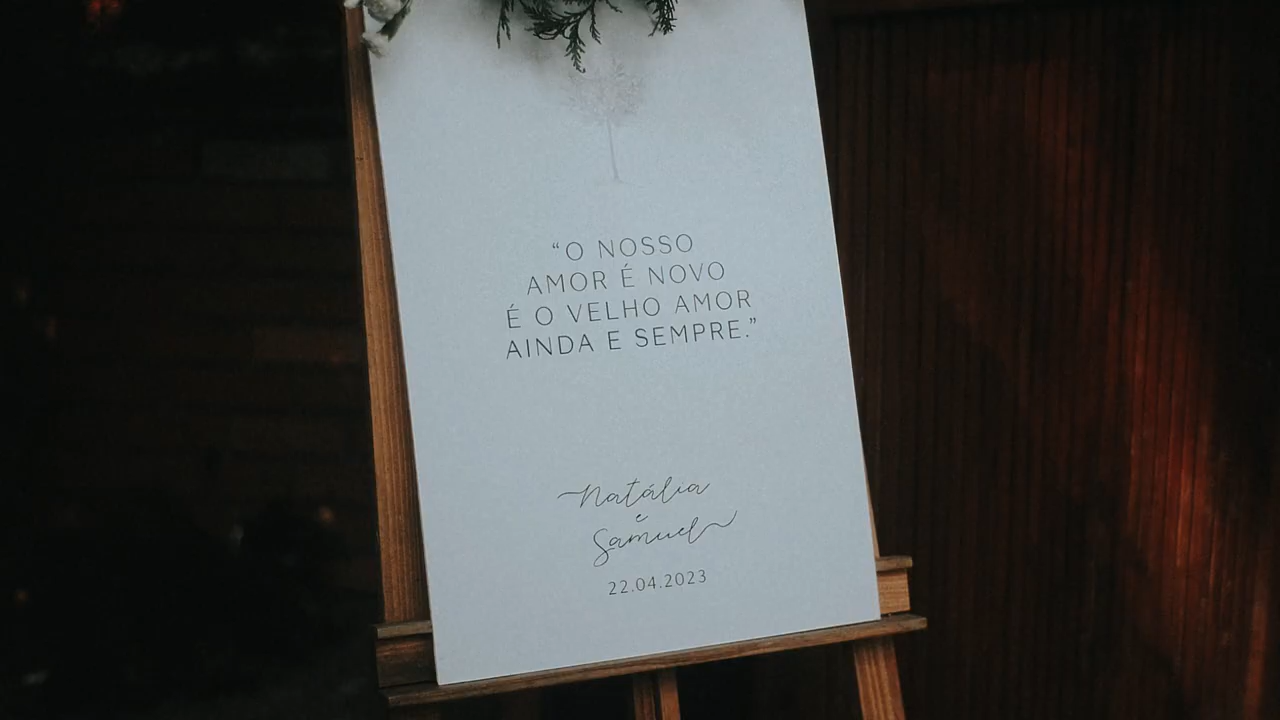 “O NOSSO
AMOR É NOVO
É O VELHO AMOR
AINDA E SEMPRE.”
Natália
e
Samuel
22.04.2023